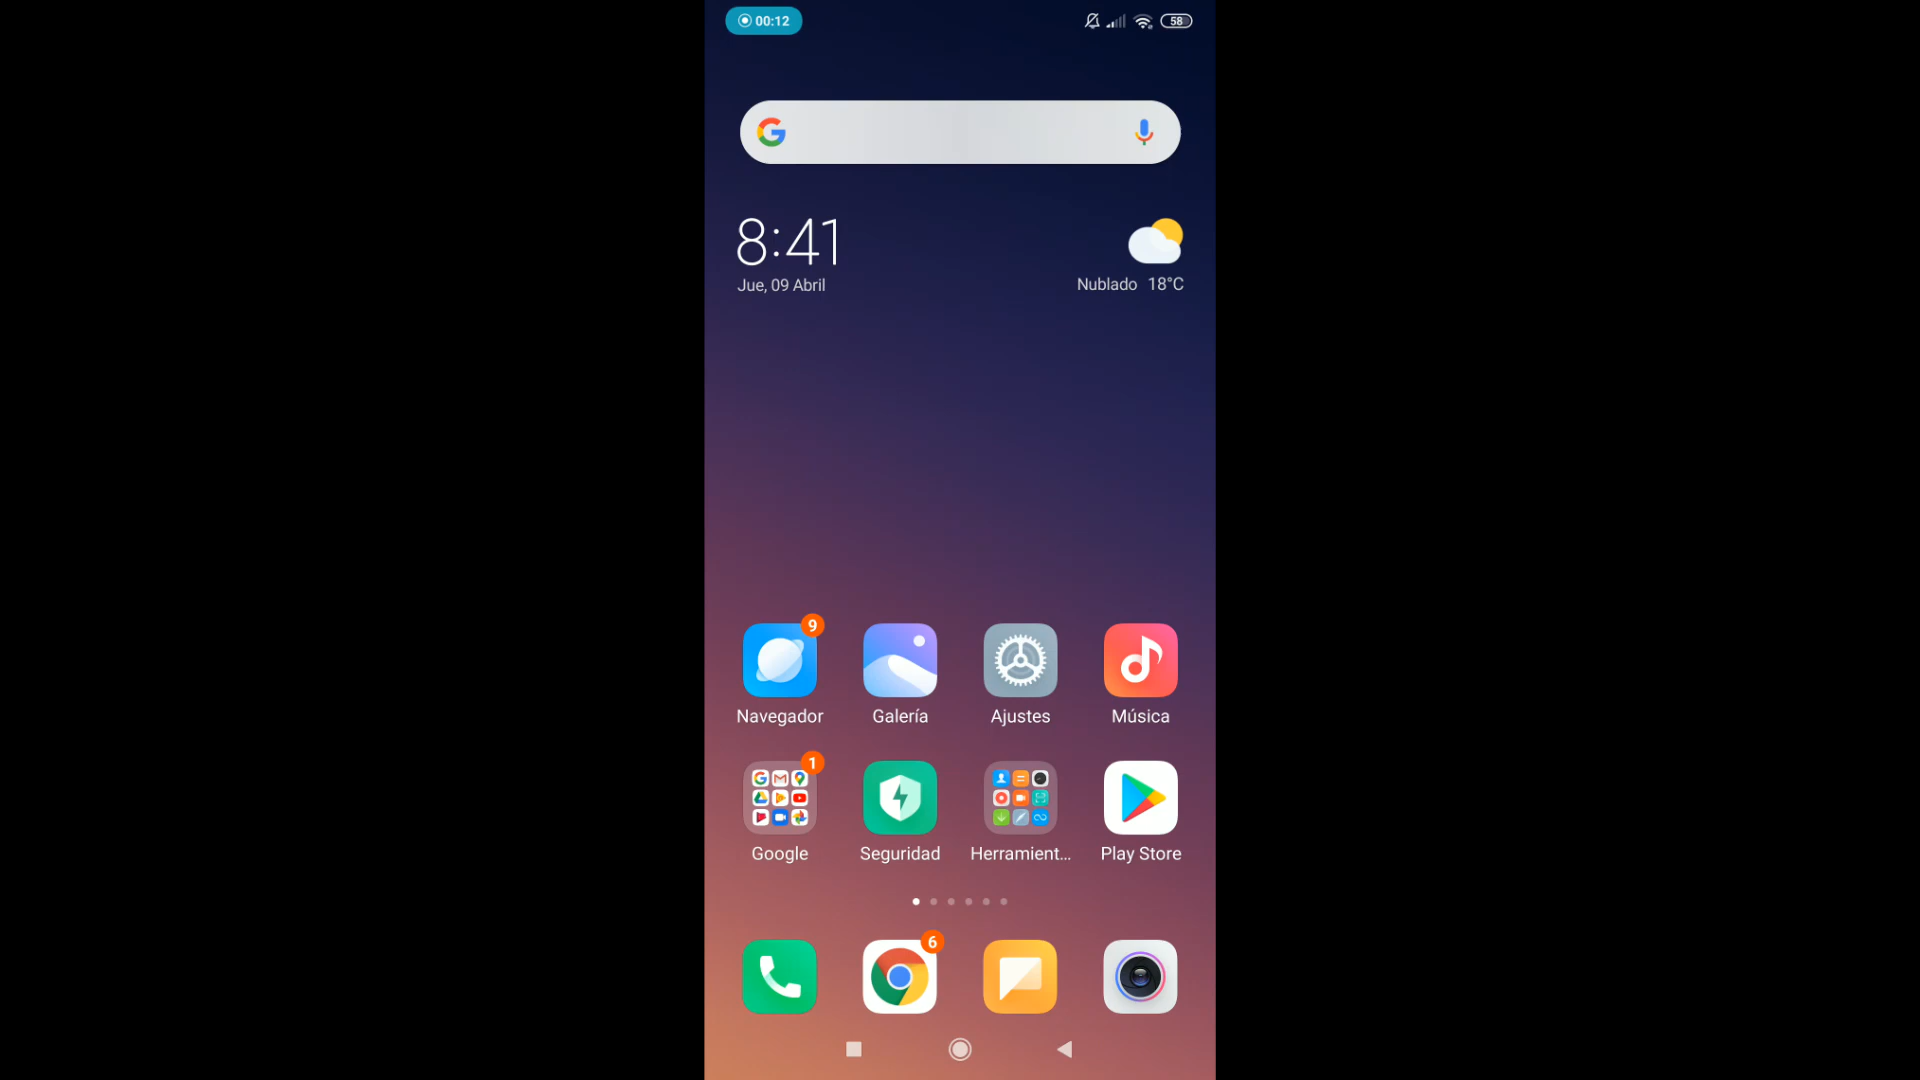 00:12
58
8:41
Jue, 09 Abril
Nublado 18°C
9
Navegador
Galería
Ajustes
Música
1
Google
Seguridad
Herramient...
Play Store
6